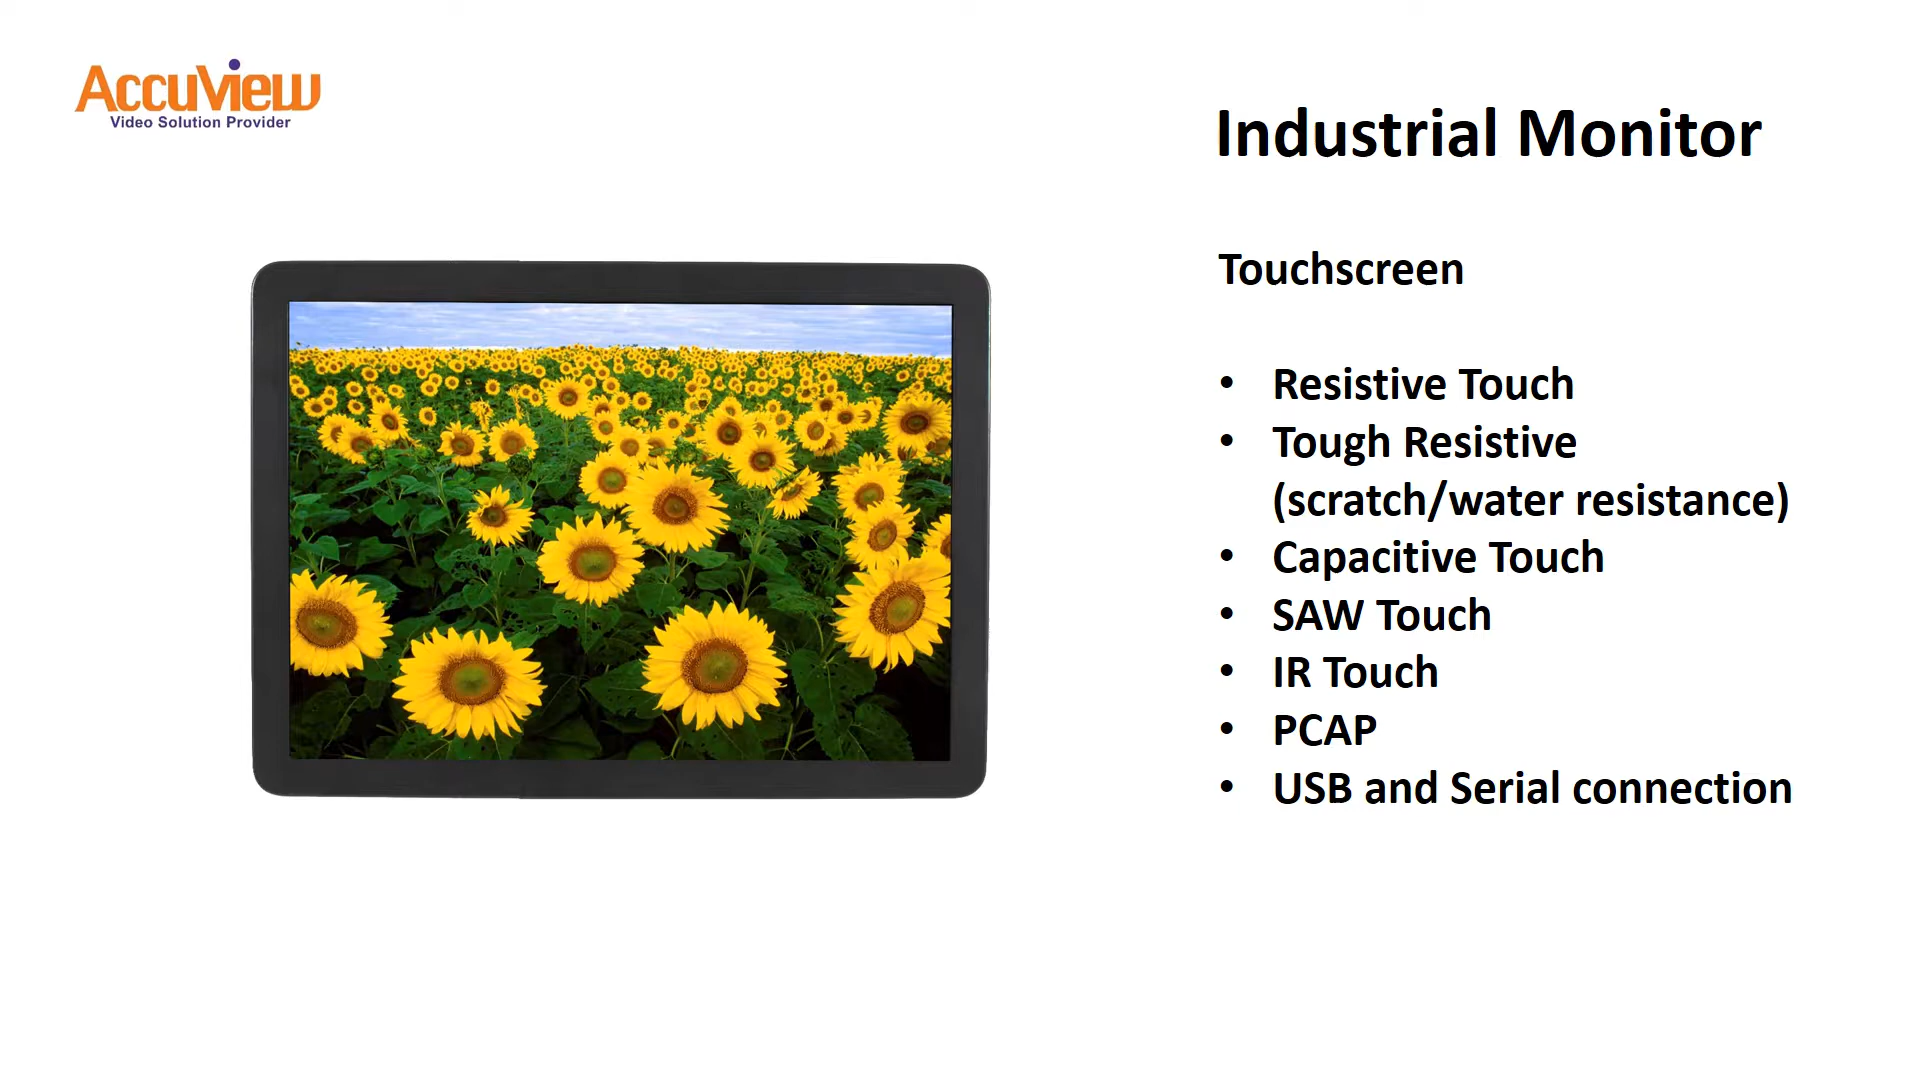 AccuView
Video Solution Provider
Industrial Monitor
Touchscreen
• Resistive Touch
• Tough Resistive
(scratch/water resistance)
• Capacitive Touch
• SAW Touch
• IR Touch
• PCAP
• USB and Serial connection